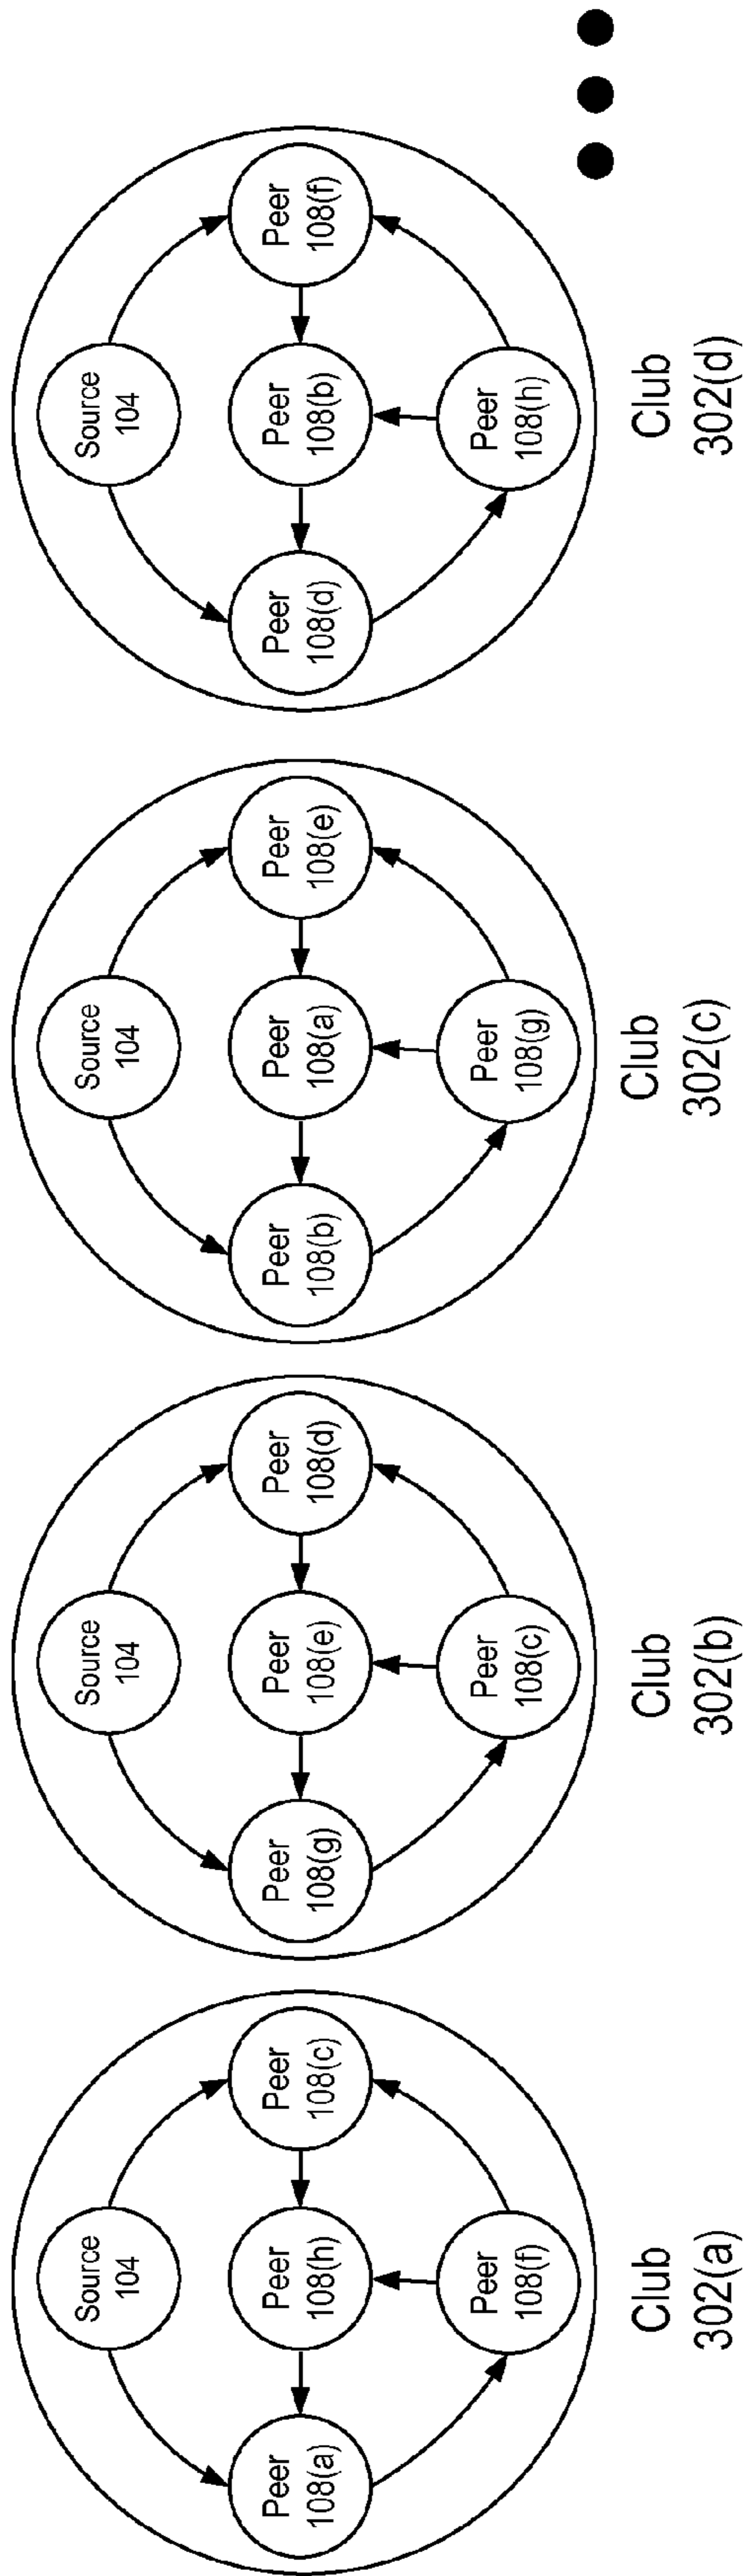 Source
104
Peer
108(a)
Peer
108(h)
Peer
108(c)
Peer
108(f)
Club
302(a)
Source
104
Peer
108(g)
Peer
108(e)
Peer
108(d)
Peer
108(c)
Club
302(b)
Source
104
Peer
108(b)
Peer
108(a)
Peer
108(e)
Peer
108(g)
Club
302(c)
Source
104
Peer
108(d)
Peer
108(b)
Peer
108(f)
Peer
108(h)
Club
302(d)